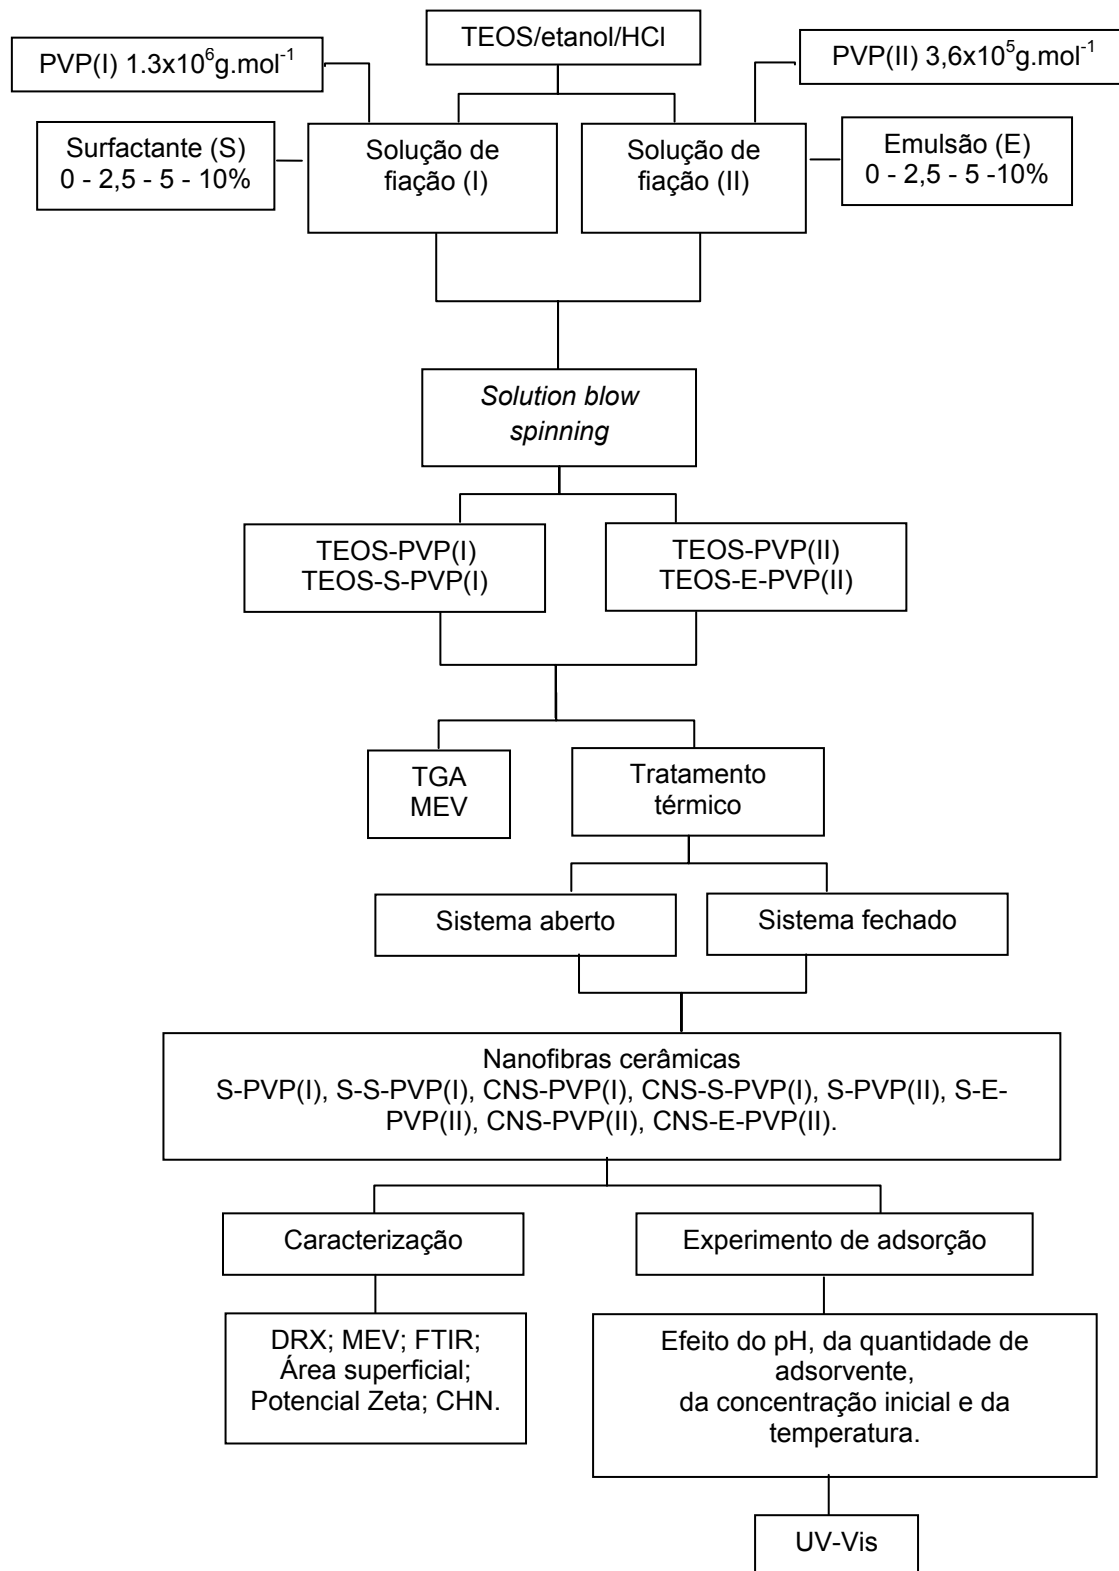 TEOS/etanol/HCl
PVP(I) 1.3x10⁶g.mol⁻¹
PVP(II) 3,6x10⁵g.mol⁻¹
Surfactante (S)
0 - 2,5 - 5 - 10%
Solução de
fiação (I)
Solução de
fiação (II)
Emulsão (E)
0 - 2,5 - 5 -10%
Solution blow
spinning
TEOS-PVP(I)
TEOS-S-PVP(I)
TEOS-PVP(II)
TEOS-E-PVP(II)
TGA
MEV
Tratamento
térmico
Sistema aberto
Sistema fechado
Nanofibras cerâmicas
S-PVP(I), S-S-PVP(I), CNS-PVP(I), CNS-S-PVP(I), S-PVP(II), S-E-
PVP(II), CNS-PVP(II), CNS-E-PVP(II).
Caracterização
Experimento de adsorção
DRX; MEV; FTIR;
Área superficial;
Potencial Zeta; CHN.
Efeito do pH, da quantidade de
adsorvente,
da concentração inicial e da
temperatura.
UV-Vis